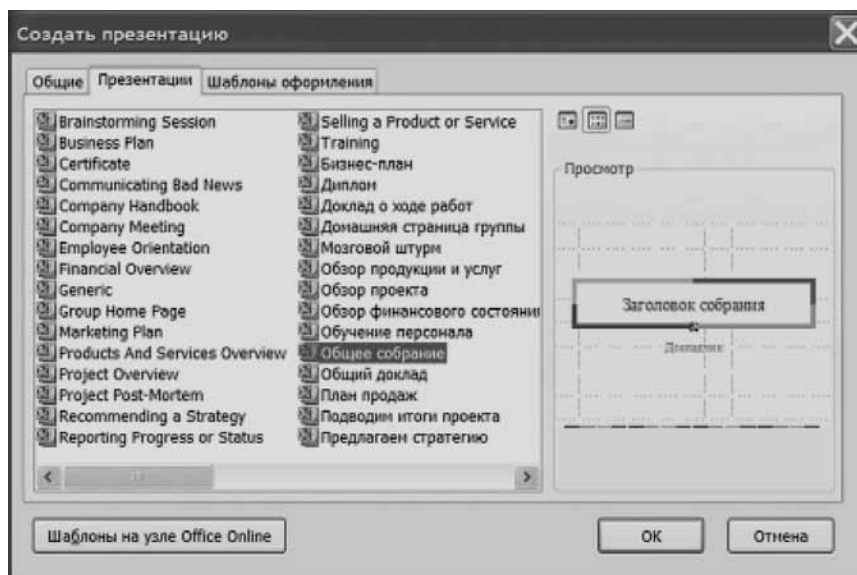 Создать презентацию
Общие
Презентации
Шаблоны оформления
Brainstorming Session
Business Plan
Certificate
Communicating Bad News
Company Handbook
Company Meeting
Employee Orientation
Financial Overview
Generic
Group Home Page
Marketing Plan
Products And Services Overview
Project Overview
Project Post-Mortem
Recommending a Strategy
Reporting Progress or Status
Selling a Product or Service
Training
Бизнес-план
Диплом
Доклад о ходе работ
Домашняя страница группы
Мозговой штурм
Обзор продукции и услуг
Обзор проекта
Обзор финансового состояни
Обучение персонала
Общее собрание
Общий доклад
План продаж
Подводим итоги проекта
Предлагаем стратегию
Просмотр
Заголовок собрания
Докладчик
Шаблоны на узле Office Online
ОК
Отмена